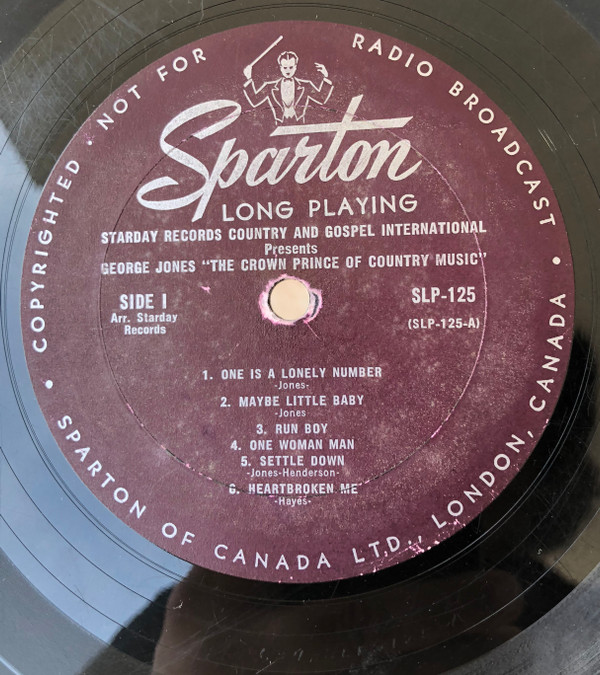 COPYRIGHTED • NOT FOR RADIO BROADCAST •
Sparton
LONG PLAYING
STARDAY RECORDS COUNTRY AND GOSPEL INTERNATIONAL
Presents
GEORGE JONES "THE CROWN PRINCE OF COUNTRY MUSIC"
SIDE I
Arr. Starday
Records
SLP-125
(SLP-125-A)
1. ONE IS A LONELY NUMBER
-Jones-
2. MAYBE LITTLE BABY
-Jones
3. RUN BOY
4. ONE WOMAN MAN
5. SETTLE DOWN
-Jones-Henderson-
6. HEARTBROKEN ME
-Hayes-
• SPARTON OF CANADA LTD., LONDON, CANADA